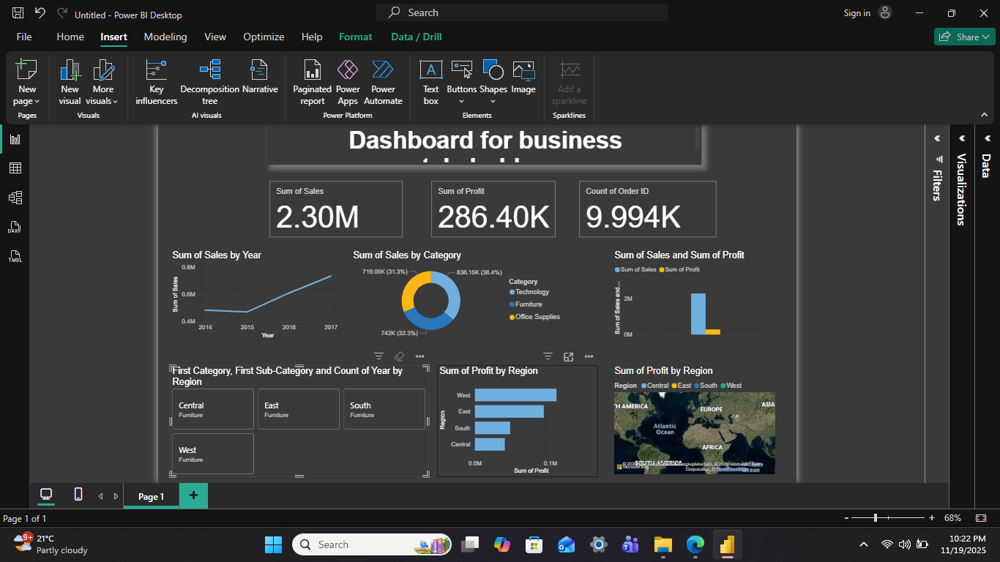 Untitled - Power BI Desktop
Search
Sign in
File Home Insert Modeling View Optimize Help Format Data / Drill
Share
New page
New visual
More visuals
Key influencers
Decomposition tree
Narrative
Paginated report
Power Apps
Power Automate
Text box
Buttons
Shapes
Image
Add a sparkline
Pages
Visuals
AI visuals
Power Platform
Elements
Sparklines
DAX
TMDL
Dashboard for business
Sum of Sales
2.30M
Sum of Profit
286.40K
Count of Order ID
9.994K
Sum of Sales by Year
0.8M
0.6M
0.4M
Sum of Sales
2014 2015 2016 2017
Year
Sum of Sales by Category
719.05K (31.3%)
836.15K (36.4%)
742K (32.3%)
Category
Technology
Furniture
Office Supplies
Sum of Sales and Sum of Profit
Sum of Sales Sum of Profit
Sum of Sales and...
2M
0M
First Category, First Sub-Category and Count of Year by
Region
Central
Furniture
East
Furniture
South
Furniture
West
Furniture
Sum of Profit by Region
Region
West
East
South
Central
0.0M 0.1M
Sum of Profit
Sum of Profit by Region
Region Central East South West
H AMERICA
EUROPE
ASIA
Atlantic
Ocean
AFRICA
SOUTH AMERICA
Microsoft Bing
Filters
Visualizations
Data
Page 1
Page 1 of 1
- + 68%
9+
21°C
Partly cloudy
Search
10:22 PM
11/19/2025